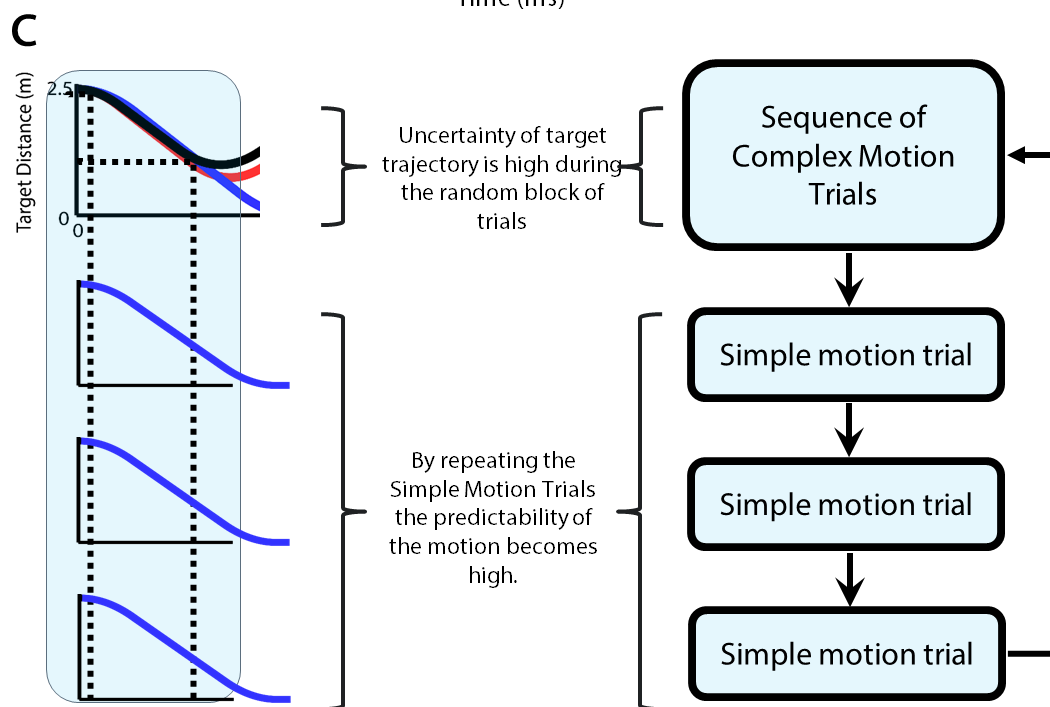 Time (ms)
C
Target Distance (m)
2.5
0
0
Uncertainty of target
trajectory is high during
the random block of
trials
Sequence of
Complex Motion
Trials
Simple motion trial
By repeating the
Simple Motion Trials
the predictability of
the motion becomes
high.
Simple motion trial
Simple motion trial